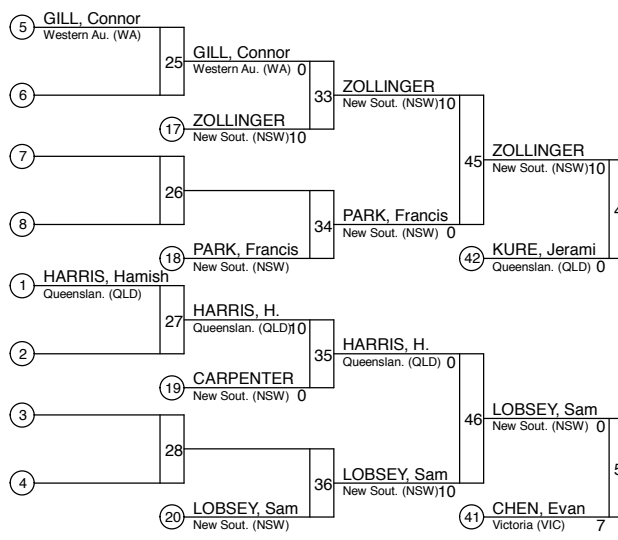 5 GILL, Connor
Western Au. (WA)
25 GILL, Connor
Western Au. (WA) 0
6
33 ZOLLINGER
New Sout. (NSW) 10
17 ZOLLINGER
New Sout. (NSW) 10
7
45 ZOLLINGER
New Sout. (NSW) 10
26
8
34 PARK, Francis
New Sout. (NSW) 0
18 PARK, Francis
New Sout. (NSW)
42 KURE, Jerami
Queenslan. (QLD) 0
1 HARRIS, Hamish
Queenslan. (QLD)
27 HARRIS, H.
Queenslan. (QLD) 10
2
35 HARRIS, H.
Queenslan. (QLD) 0
19 CARPENTER
New Sout. (NSW) 0
3
46 LOBSEY, Sam
New Sout. (NSW) 0
28
4
36 LOBSEY, Sam
New Sout. (NSW) 10
20 LOBSEY, Sam
New Sout. (NSW)
41 CHEN, Evan
Victoria (VIC) 7